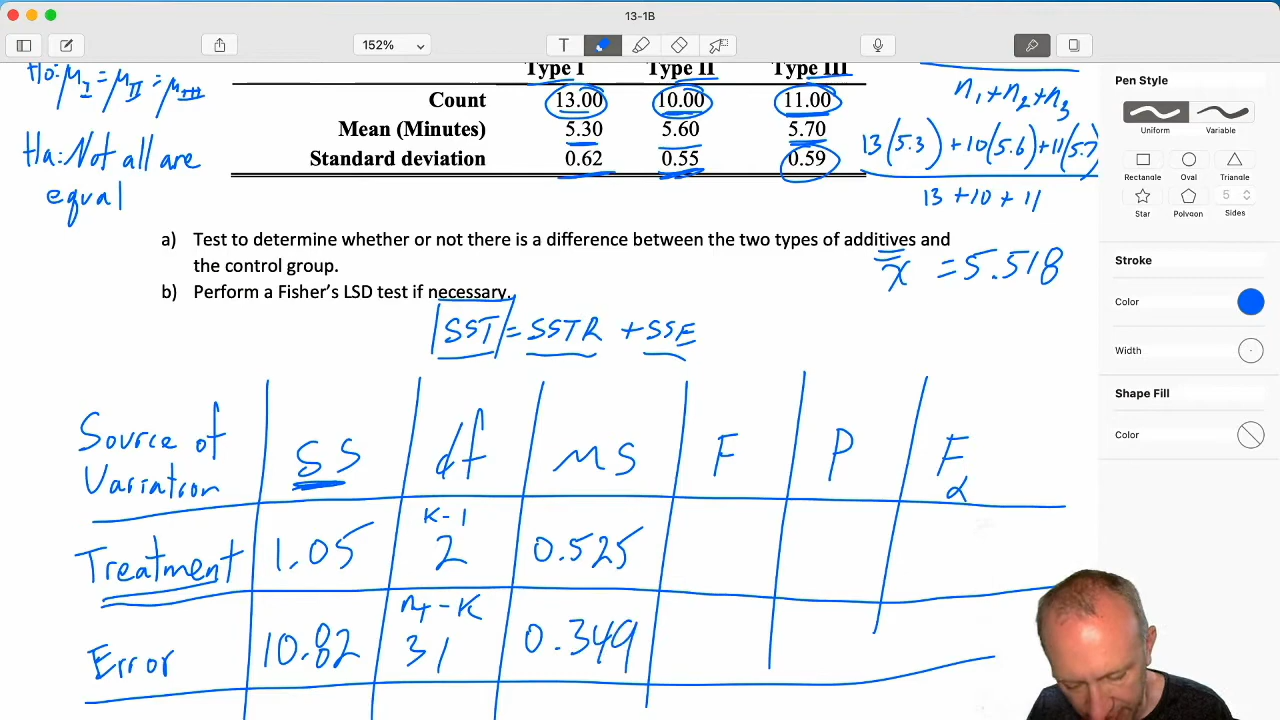 13-1B
152%
T
Ho: μI = μII = μIII
Ha: Not all are
equal
Type I Type II Type III
Count 13.00 10.00 11.00
Mean (Minutes) 5.30 5.60 5.70
Standard deviation 0.62 0.55 0.59
n1+n2+n3
13(5.3)+10(5.6)+11(5.7)
13+10+11
x̿ =5.518
a) Test to determine whether or not there is a difference between the two types of additives and
the control group.
b) Perform a Fisher's LSD test if necessary.
SST = SSTR + SSE
Source of
Variation SS df MS F P Fα
K-1
Treatment 1.05 2 0.525
nT-K
Error 10.82 31 0.349
Pen Style
Uniform Variable
Rectangle Oval Triangle
5
Star Polygon Sides
Stroke
Color
Width
Shape Fill
Color